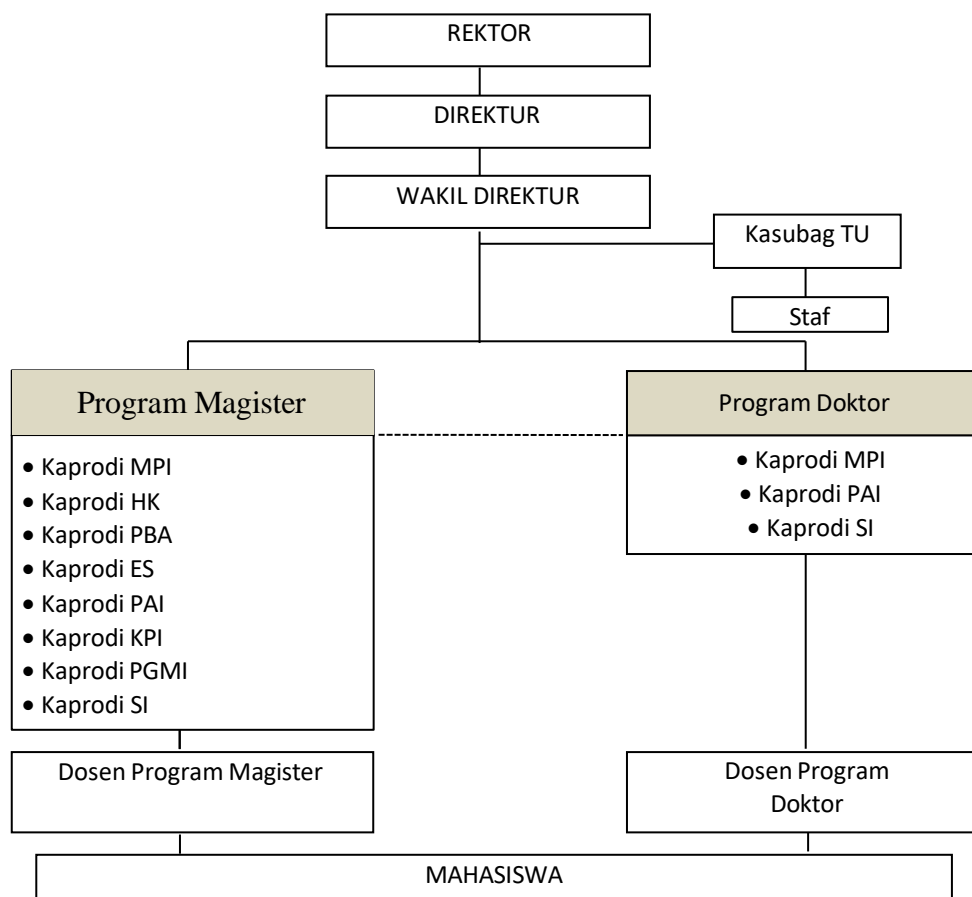 REKTOR
DIREKTUR
WAKIL DIREKTUR
Kasubag TU
Staf
Program Magister
• Kaprodi MPI
• Kaprodi HK
• Kaprodi PBA
• Kaprodi ES
• Kaprodi PAI
• Kaprodi KPI
• Kaprodi PGMI
• Kaprodi SI
Program Doktor
• Kaprodi MPI
• Kaprodi PAI
• Kaprodi SI
Dosen Program Magister
Dosen Program
Doktor
MAHASISWA